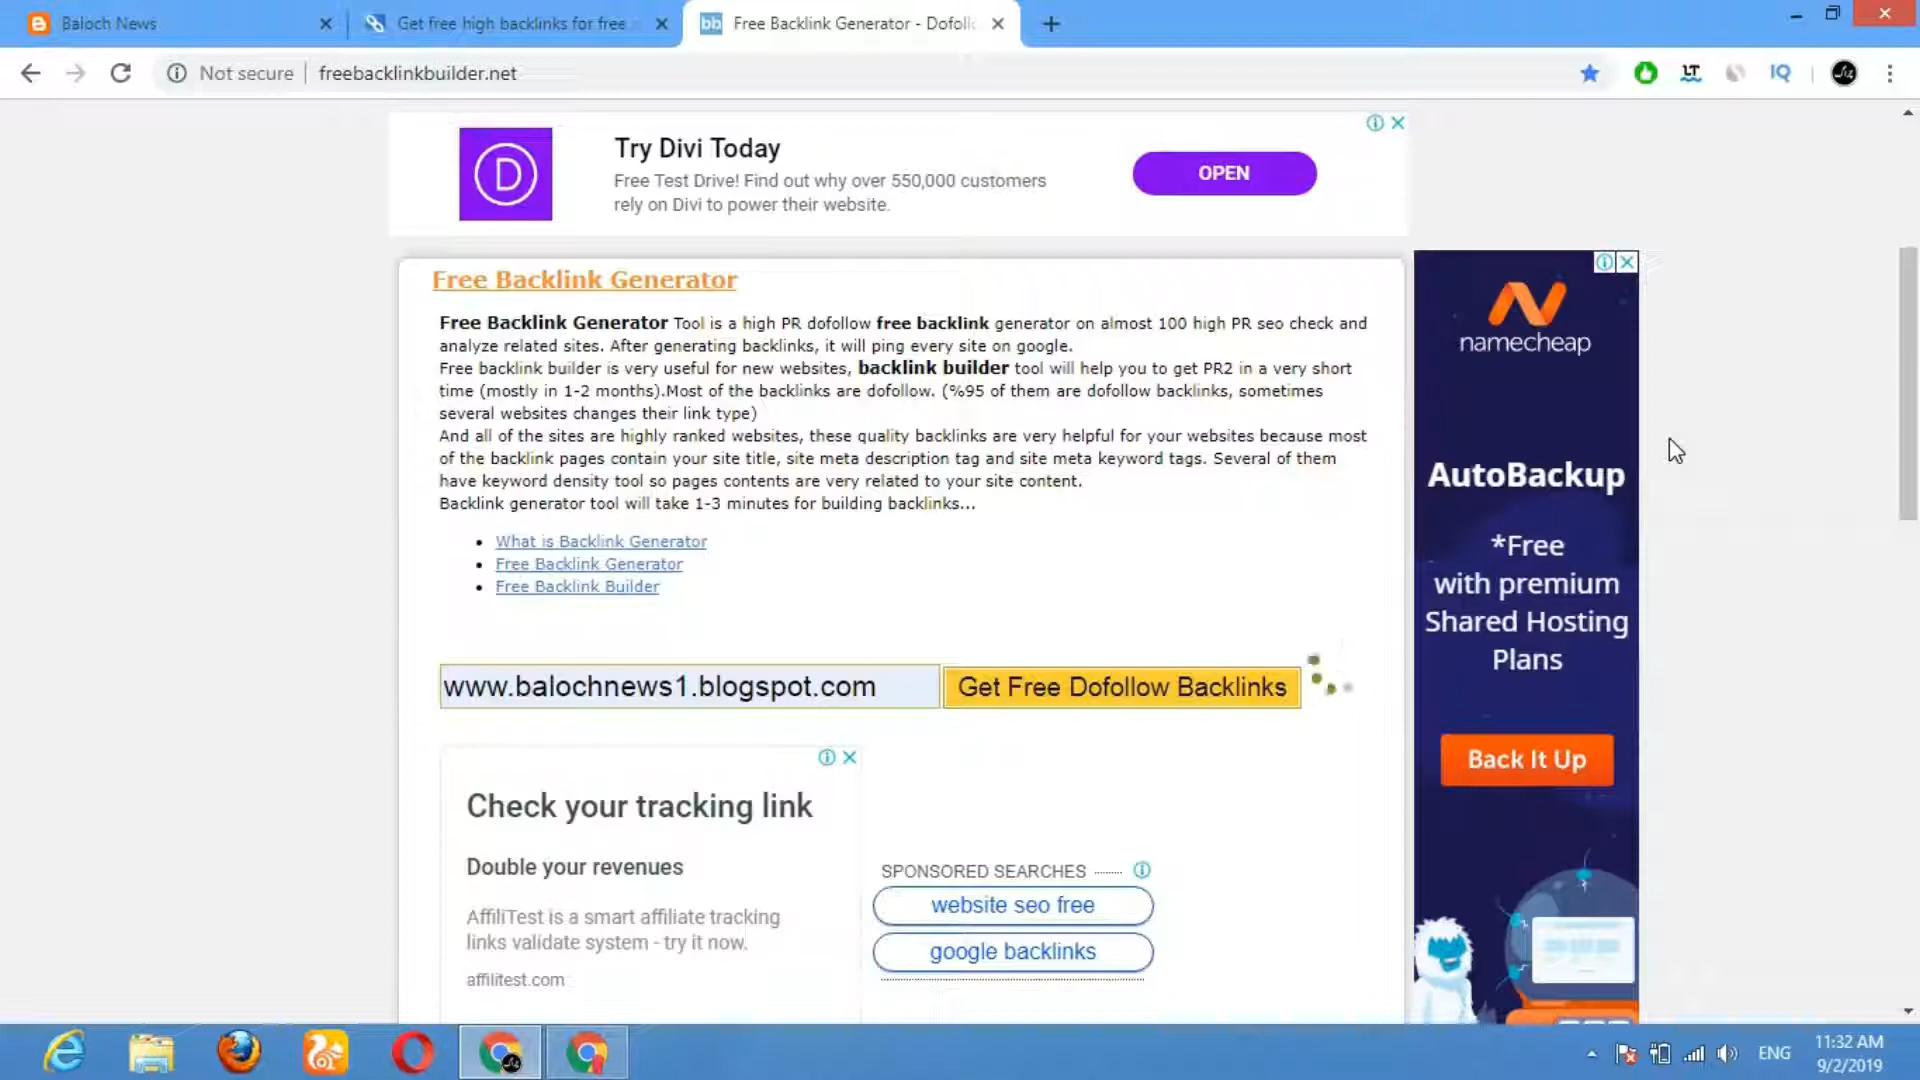 Baloch News
Get free high backlinks for free
bb
Free Backlink Generator - Dofoll
Not secure
freebacklinkbuilder.net
LT
IQ
D
Try Divi Today
Free Test Drive! Find out why over 550,000 customers
rely on Divi to power their website.
OPEN
Free Backlink Generator
Free Backlink Generator Tool is a high PR dofollow free backlink generator on almost 100 high PR seo check and
analyze related sites. After generating backlinks, it will ping every site on google.
Free backlink builder is very useful for new websites, backlink builder tool will help you to get PR2 in a very short
time (mostly in 1-2 months).Most of the backlinks are dofollow. (%95 of them are dofollow backlinks, sometimes
several websites changes their link type)
And all of the sites are highly ranked websites, these quality backlinks are very helpful for your websites because most
of the backlink pages contain your site title, site meta description tag and site meta keyword tags. Several of them
have keyword density tool so pages contents are very related to your site content.
Backlink generator tool will take 1-3 minutes for building backlinks...
What is Backlink Generator
Free Backlink Generator
Free Backlink Builder
www.balochnews1.blogspot.com
Get Free Dofollow Backlinks
Check your tracking link
Double your revenues
AffiliTest is a smart affiliate tracking
links validate system - try it now.
affilitest.com
SPONSORED SEARCHES
website seo free
google backlinks
namecheap
AutoBackup
*Free
with premium
Shared Hosting
Plans
Back It Up
ENG
11:32 AM
9/2/2019